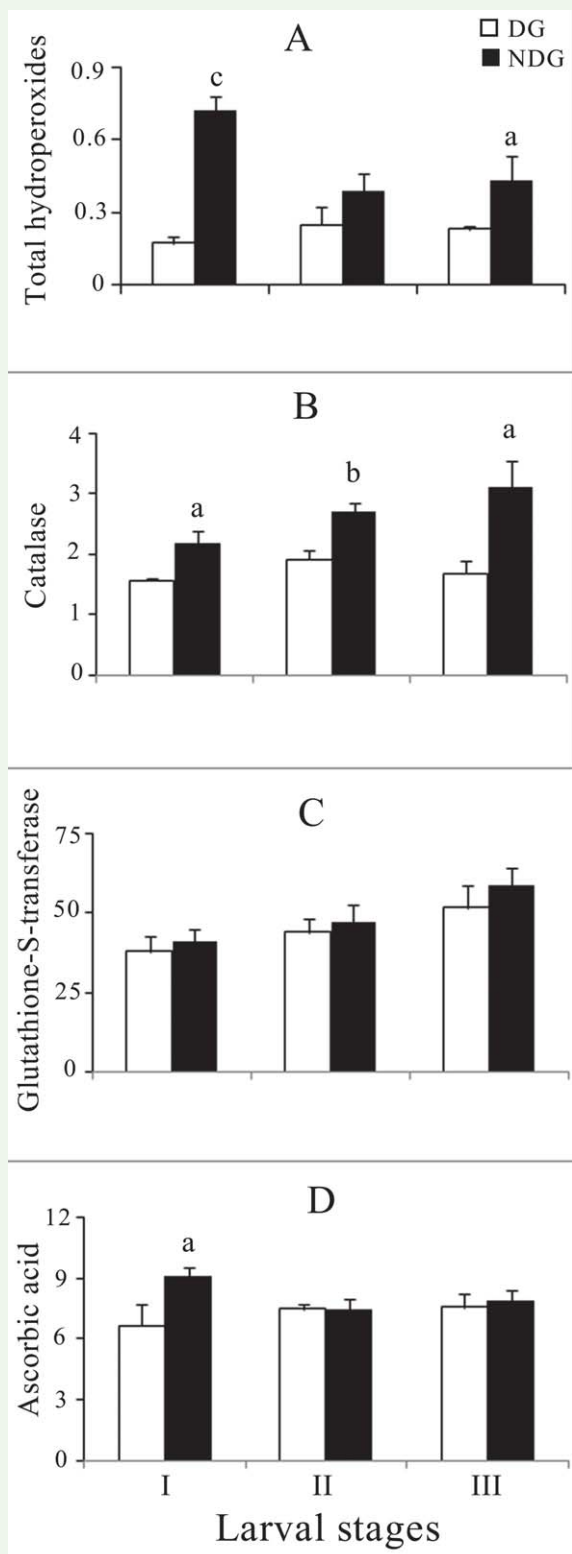 A
DG
NDG
Total hydroperoxides
0.9
0.6
0.3
0
c
a
B
Catalase
4
3
2
1
0
a
b
a
C
Glutathione-S-transferase
75
50
25
0
D
Ascorbic acid
12
9
6
3
0
a
I II III
Larval stages